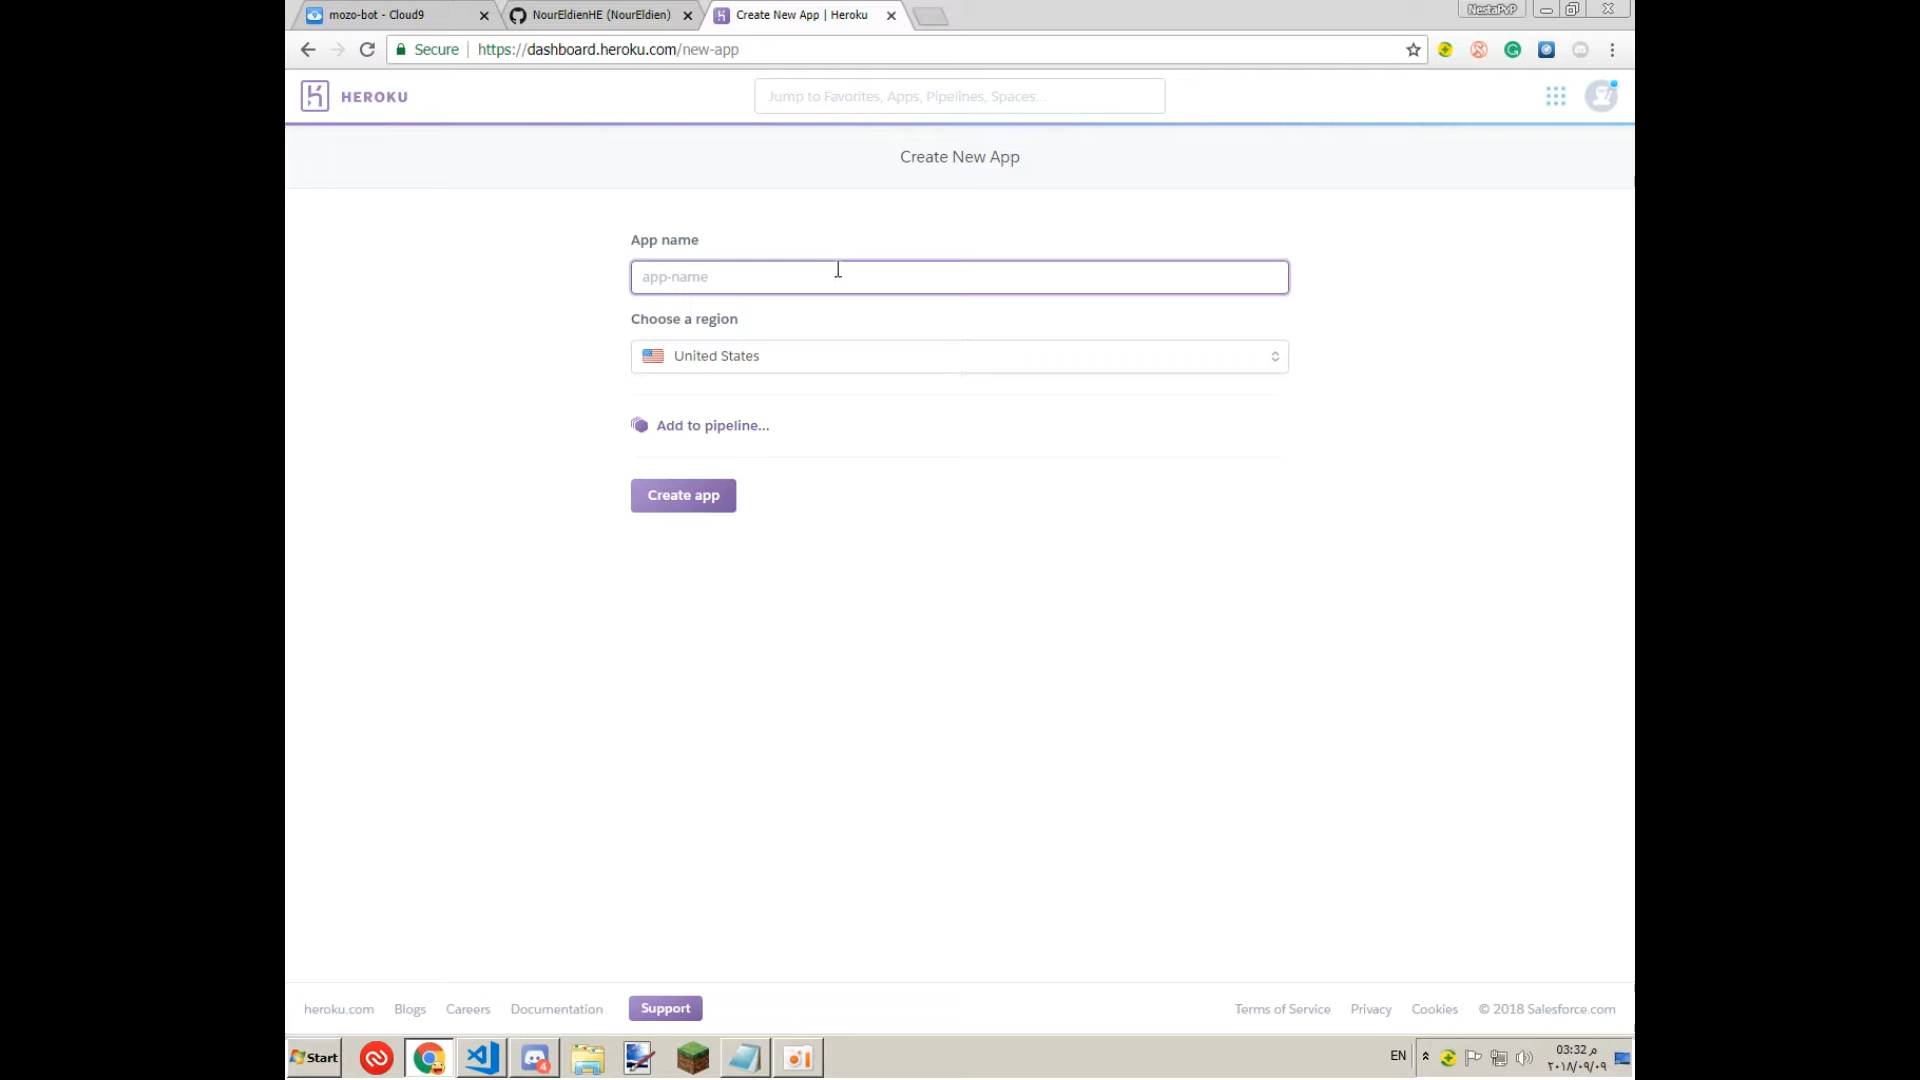 mozo-bot - Cloud9
NourEldienHE (NourEldien)
Create New App | Heroku
NestaPvP
Secure
https://dashboard.heroku.com/new-app
HEROKU
Jump to Favorites, Apps, Pipelines, Spaces...
Create New App
App name
app-name
Choose a region
United States
Add to pipeline...
Create app
heroku.com
Blogs
Careers
Documentation
Support
Terms of Service
Privacy
Cookies
© 2018 Salesforce.com
Start
4
EN
03:32 م
٢٠١٨/٠٩/٠٩